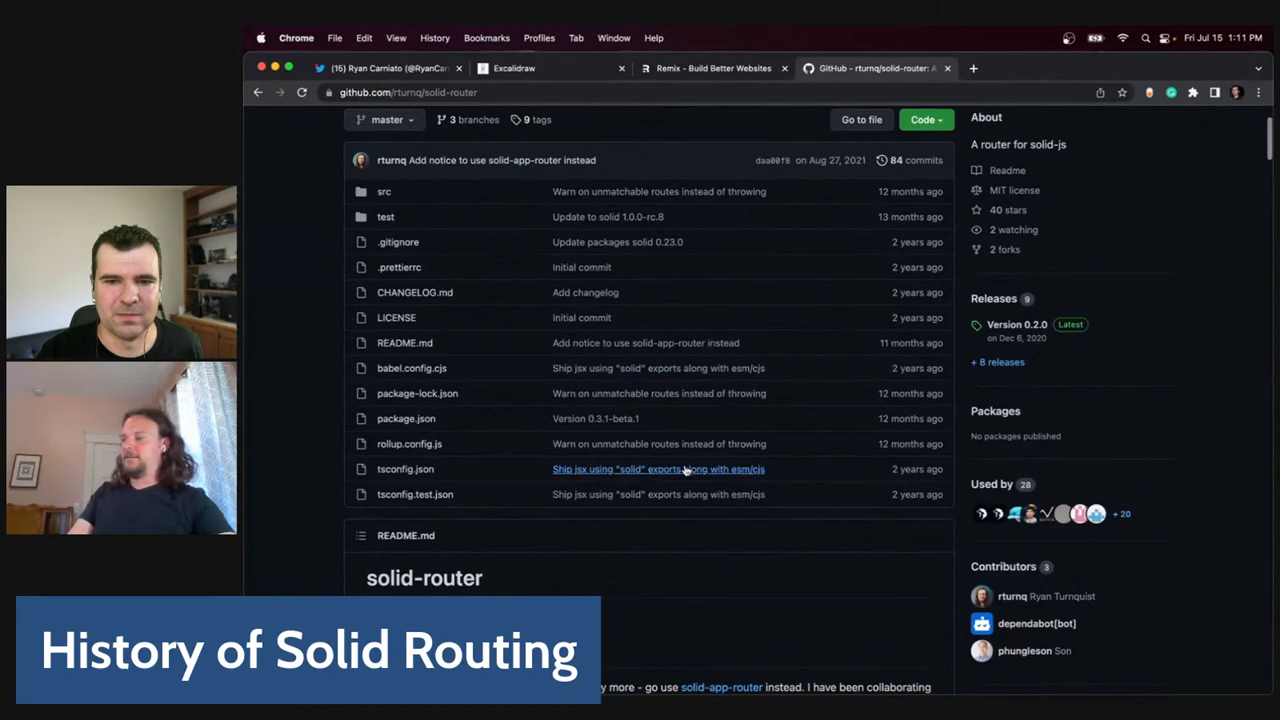 Chrome File Edit View History Bookmarks Profiles Tab Window Help Fri Jul 15 1:11 PM
(15) Ryan Carniato (@RyanCar Excalidraw Remix - Build Better Websites GitHub - rturnq/solid-router: A
github.com/rturnq/solid-router
master 3 branches 9 tags Go to file Code
About
A router for solid-js
rturnq Add notice to use solid-app-router instead daa00f8 on Aug 27, 2021 84 commits
Readme
src Warn on unmatchable routes instead of throwing 12 months ago
MIT license
test Update to solid 1.0.0-rc.8 13 months ago
40 stars
2 watching
.gitignore Update packages solid 0.23.0 2 years ago
2 forks
.prettierrc Initial commit 2 years ago
CHANGELOG.md Add changelog 2 years ago
Releases 9
LICENSE Initial commit 2 years ago
Version 0.2.0 Latest
on Dec 6, 2020
README.md Add notice to use solid-app-router instead 11 months ago
+ 8 releases
babel.config.cjs Ship jsx using "solid" exports along with esm/cjs 2 years ago
package-lock.json Warn on unmatchable routes instead of throwing 12 months ago
Packages
package.json Version 0.3.1-beta.1 12 months ago
No packages published
rollup.config.js Warn on unmatchable routes instead of throwing 12 months ago
tsconfig.json Ship jsx using "solid" exports along with esm/cjs 2 years ago
Used by 28
tsconfig.test.json Ship jsx using "solid" exports along with esm/cjs 2 years ago
+ 20
README.md
Contributors 3
solid-router
rturnq Ryan Turnquist
dependabot[bot]
phungleson Son
History of Solid Routing
y more - go use solid-app-router instead. I have been collaborating